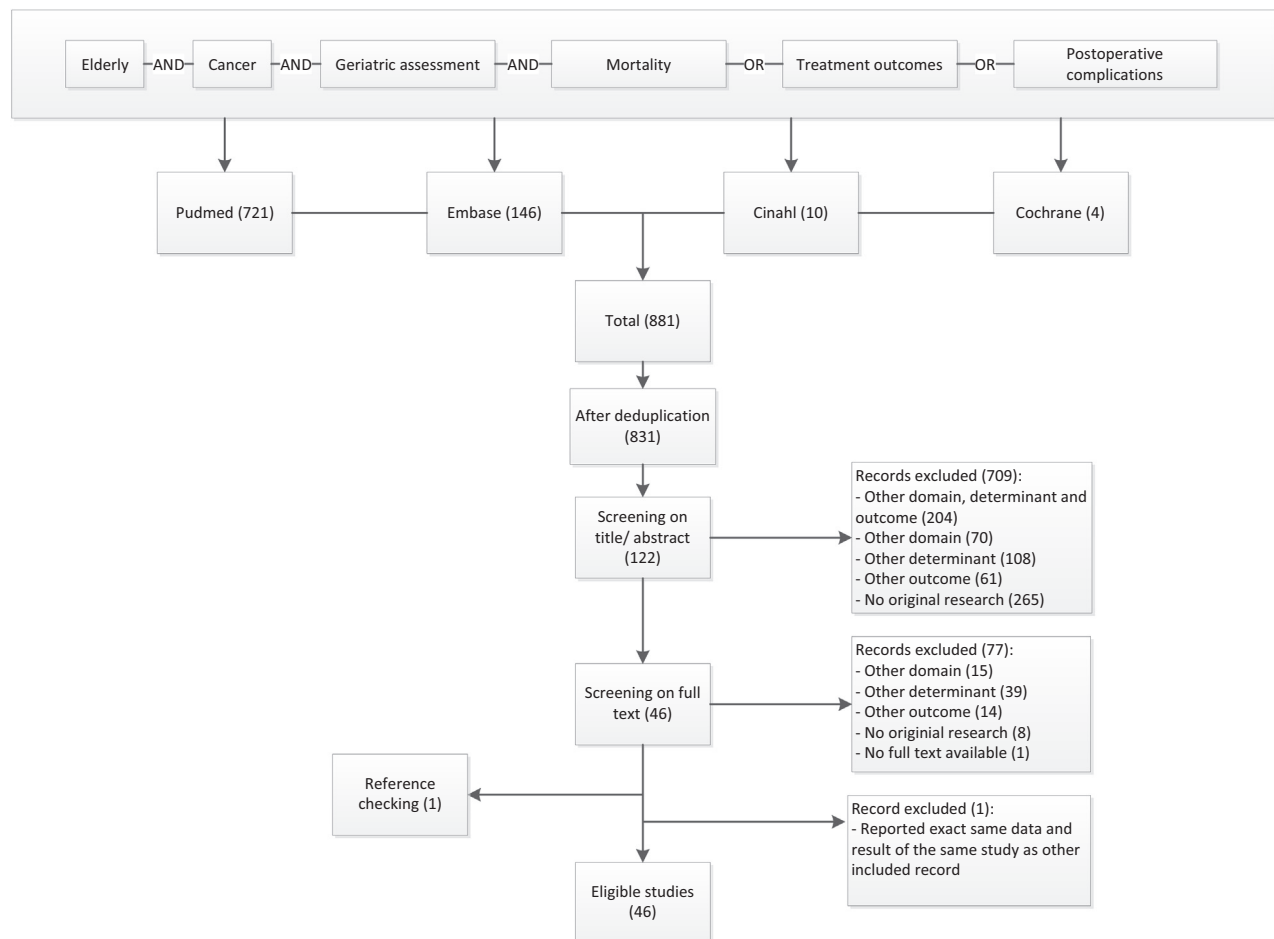 Elderly AND Cancer AND Geriatric assessment AND Mortality OR Treatment outcomes OR Postoperative
complications
Pudmed (721)
Embase (146)
Cinahl (10)
Cochrane (4)
Total (881)
After deduplication
(831)
Screening on
title/ abstract
(122)
Records excluded (709):
- Other domain, determinant and
outcome (204)
- Other domain (70)
- Other determinant (108)
- Other outcome (61)
- No original research (265)
Screening on full
text (46)
Records excluded (77):
- Other domain (15)
- Other determinant (39)
- Other outcome (14)
- No originial research (8)
- No full text available (1)
Reference
checking (1)
Record excluded (1):
- Reported exact same data and
result of the same study as other
included record
Eligible studies
(46)